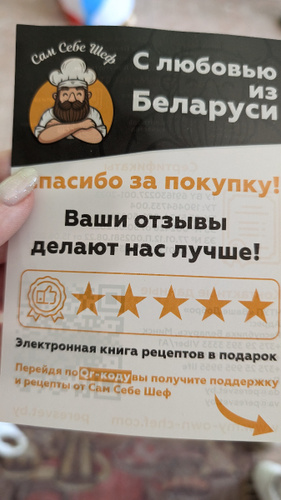 Сам Себе Шеф
С любовью
из
Беларуси
Спасибо за покупку!
Ваши отзывы
делают нас лучше!
Электронная книга рецептов в подарок
Перейдя по Qr-коду вы получите поддержку
и рецепты от Сам Себе Шеф